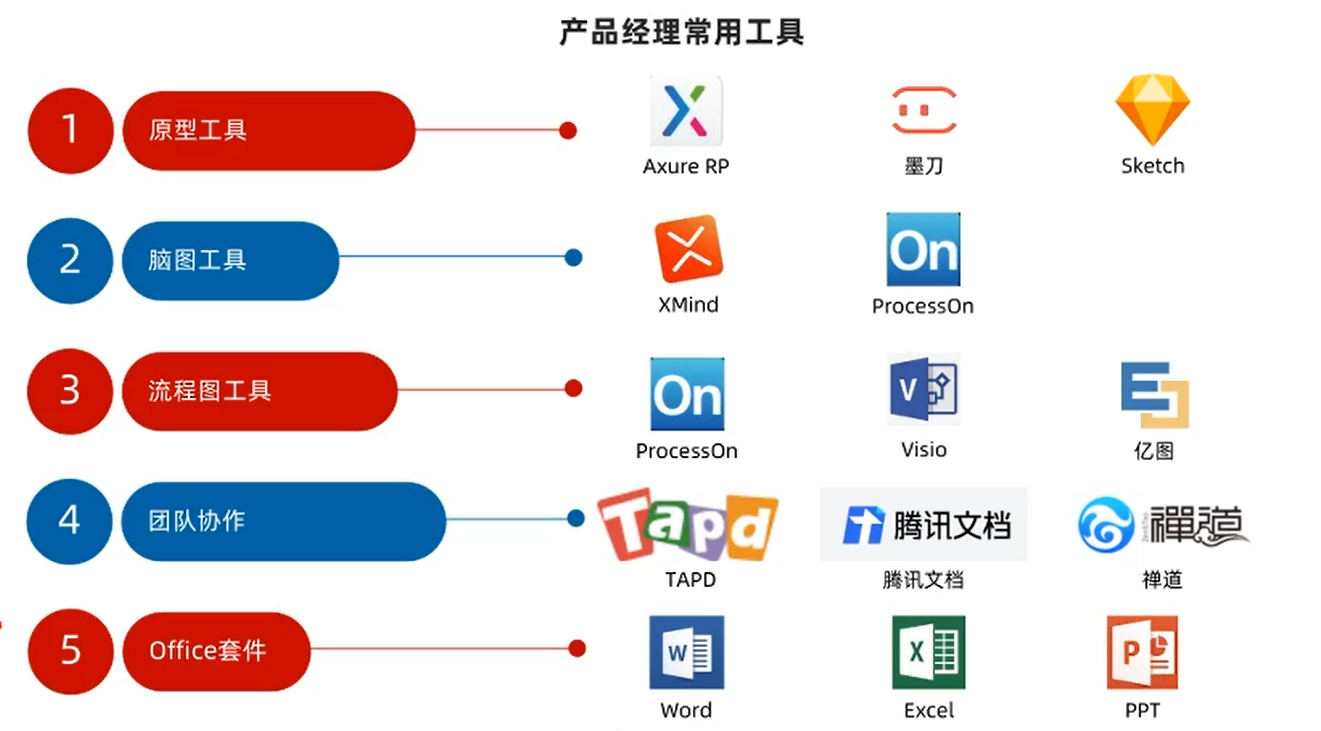 产品经理常用工具
1 原型工具
Axure RP 墨刀 Sketch
2 脑图工具
On
XMind ProcessOn
3 流程图工具
On V
ProcessOn Visio 亿图
4 团队协作
Tapd 腾讯文档 禪道
TAPD 腾讯文档 禅道
5 Office套件
W X P
Word Excel PPT